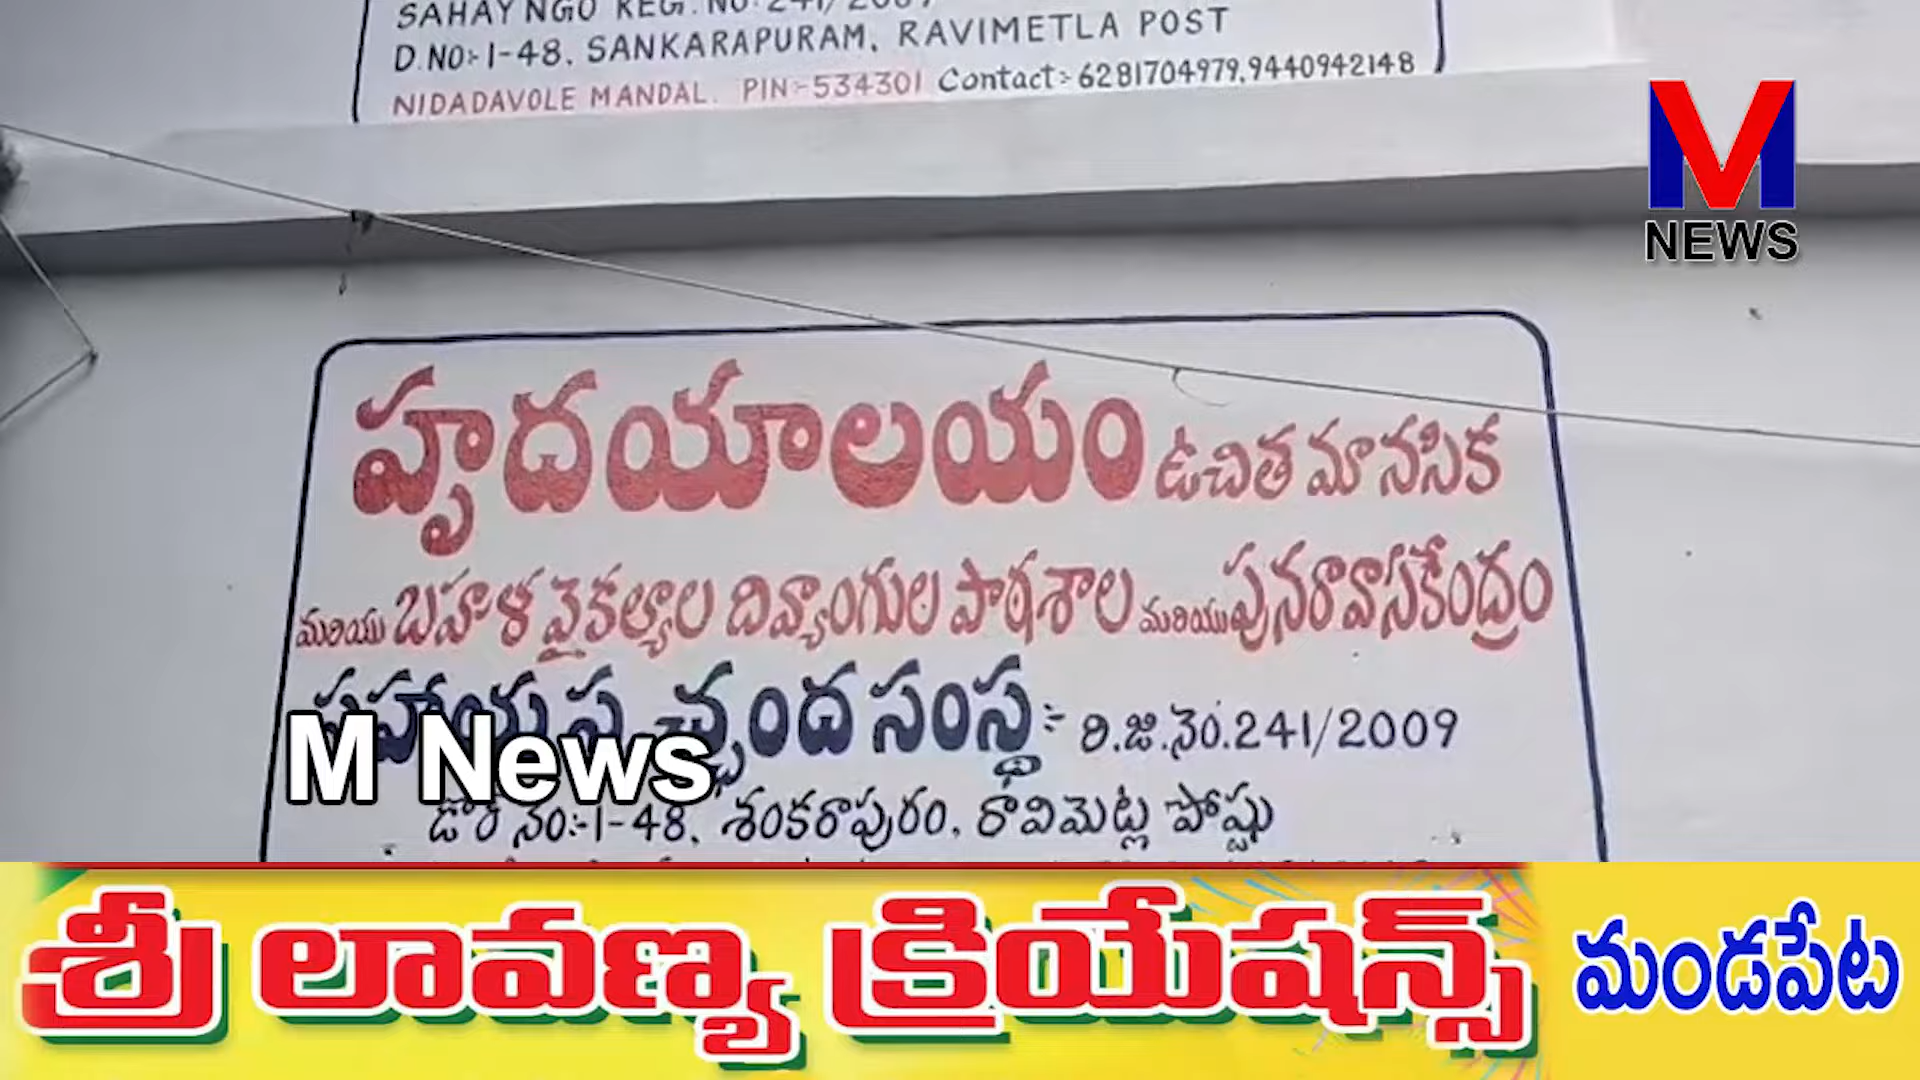 SAHAY NGO REG. NO: 241/2009
D.NO:- 1-48, SANKARAPURAM, RAVIMETLA POST
NIDADAVOLE MANDAL. PIN:-534301 Contact:- 6281704979,9440942148
M
NEWS
హృదయాలయం ఉచిత మానసిక
మరియు బహుళ వైకల్యాల దివ్యాంగుల పాఠశాల మరియు పునరావాసకేంద్రం
సహాయ స్వచ్ఛంద సంస్థ:- రి.జి.నెం.241/2009
M News
డోర్ నెం:-1-48, శంకరాపురం, రావిమెట్ల పోష్టు
శ్రీ లావణ్య క్రియేషన్స్ మండపేట